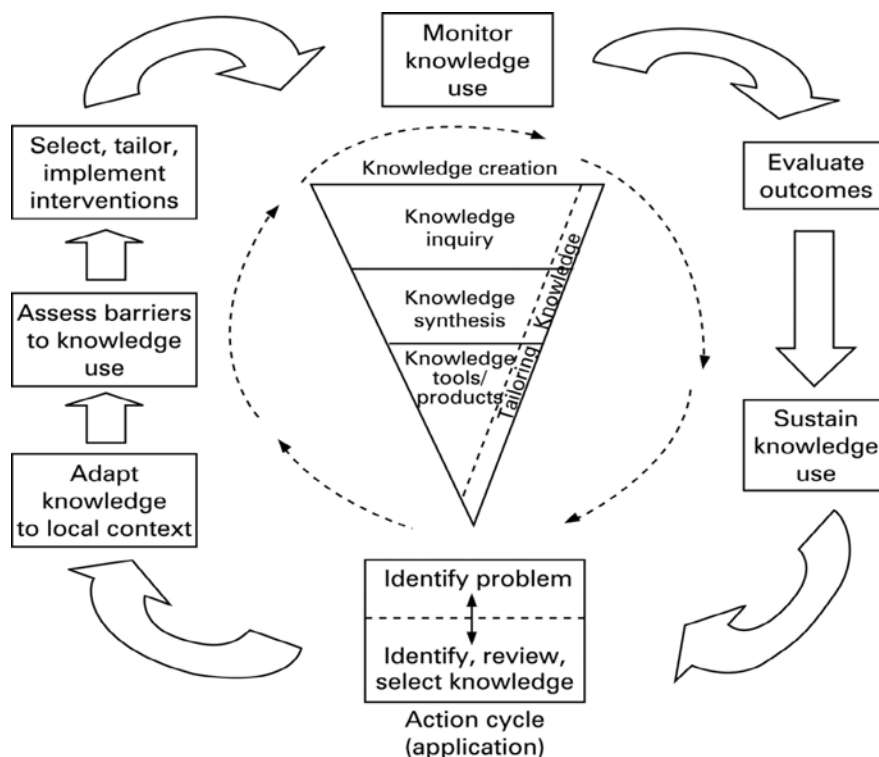 Monitor
knowledge
use
Select, tailor,
implement
interventions
Evaluate
outcomes
Knowledge creation
Knowledge
inquiry
Knowledge
synthesis
Knowledge
tools/
products
Tailoring Knowledge
Assess barriers
to knowledge
use
Adapt
knowledge
to local context
Sustain
knowledge
use
Identify problem
Identify, review,
select knowledge
Action cycle
(application)